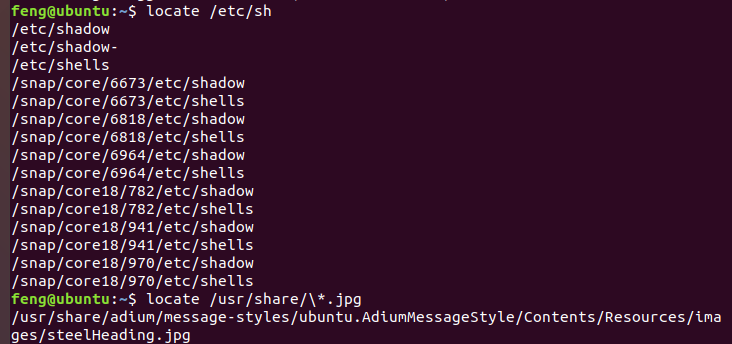 feng@ubuntu:~$ locate /etc/sh
/etc/shadow
/etc/shadow-
/etc/shells
/snap/core/6673/etc/shadow
/snap/core/6673/etc/shells
/snap/core/6818/etc/shadow
/snap/core/6818/etc/shells
/snap/core/6964/etc/shadow
/snap/core/6964/etc/shells
/snap/core18/782/etc/shadow
/snap/core18/782/etc/shells
/snap/core18/941/etc/shadow
/snap/core18/941/etc/shells
/snap/core18/970/etc/shadow
/snap/core18/970/etc/shells
feng@ubuntu:~$ locate /usr/share/\*.jpg
/usr/share/adium/message-styles/ubuntu.AdiumMessageStyle/Contents/Resources/ima
ges/steelHeading.jpg